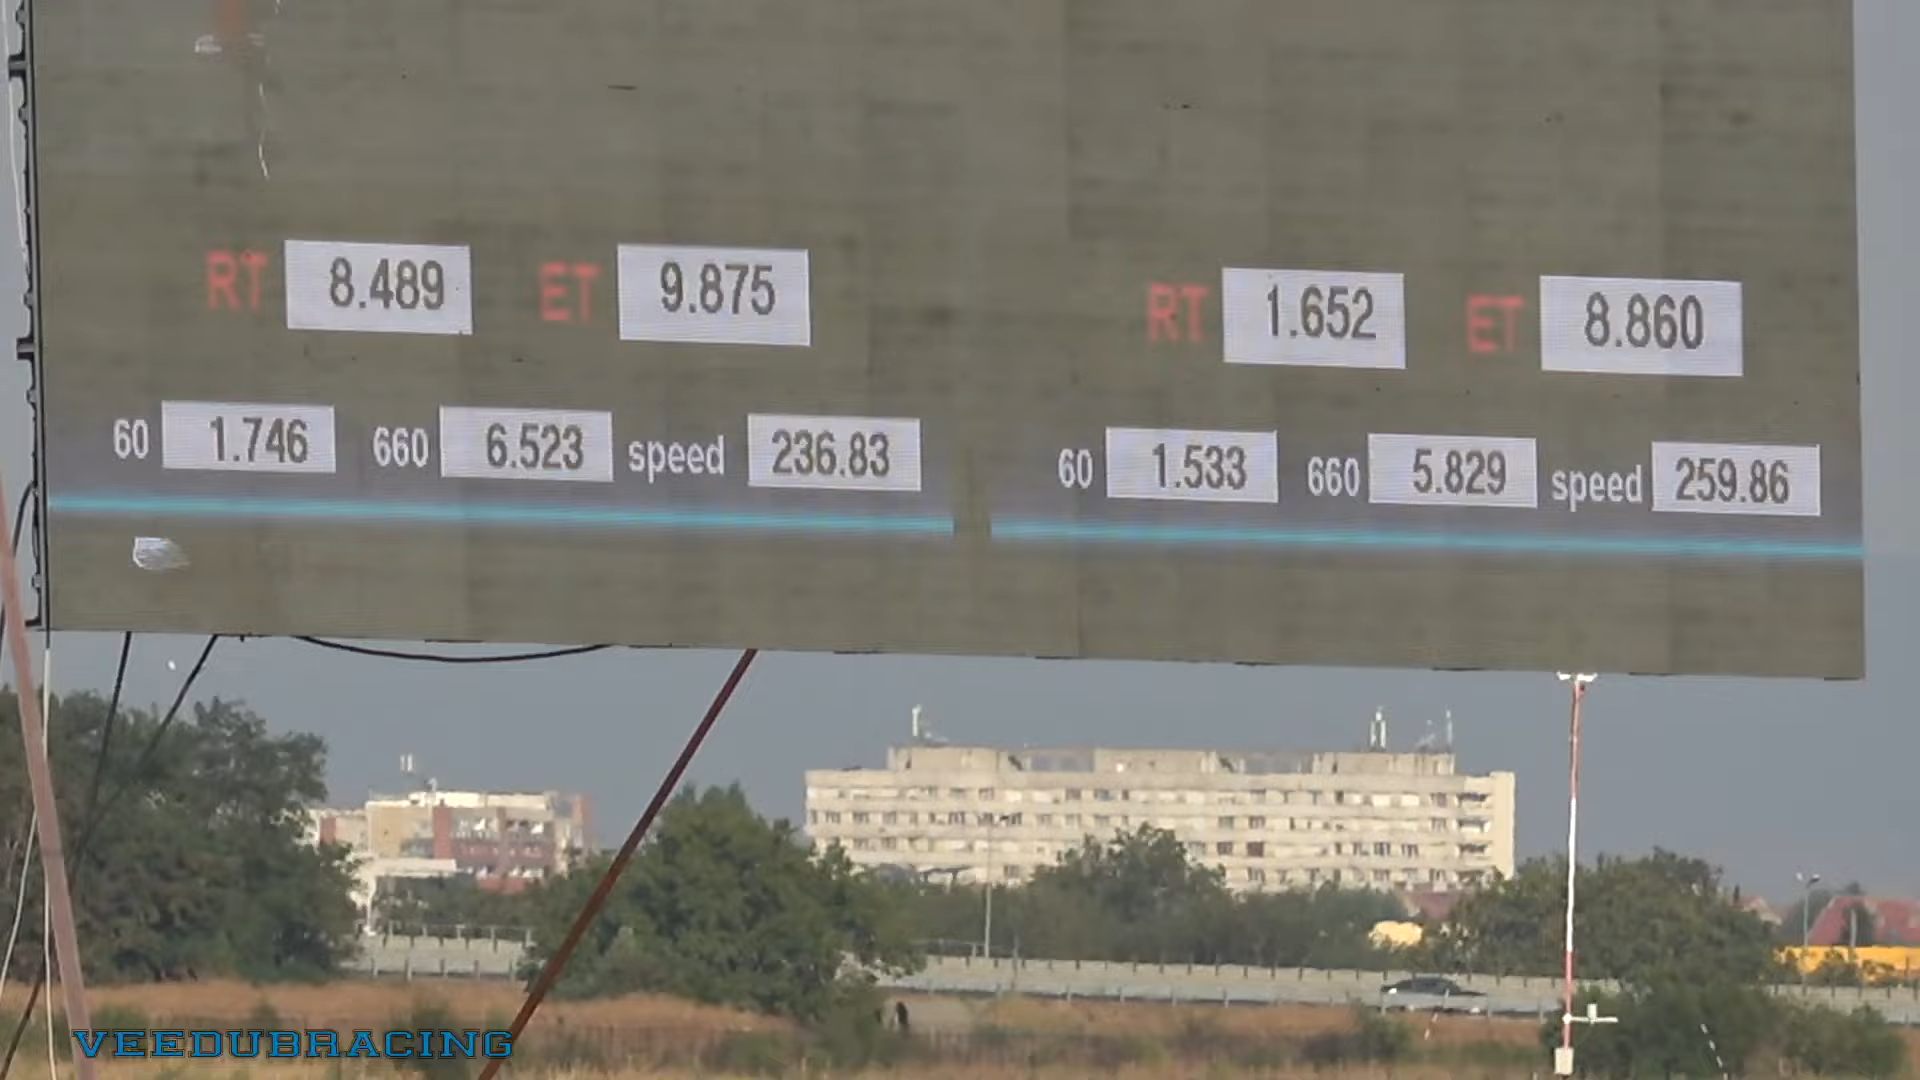 RT 8.489 ET 9.875
60 1.746 660 6.523 speed 236.83
RT 1.652 ET 8.860
60 1.533 660 5.829 speed 259.86
VEEDUBRACING